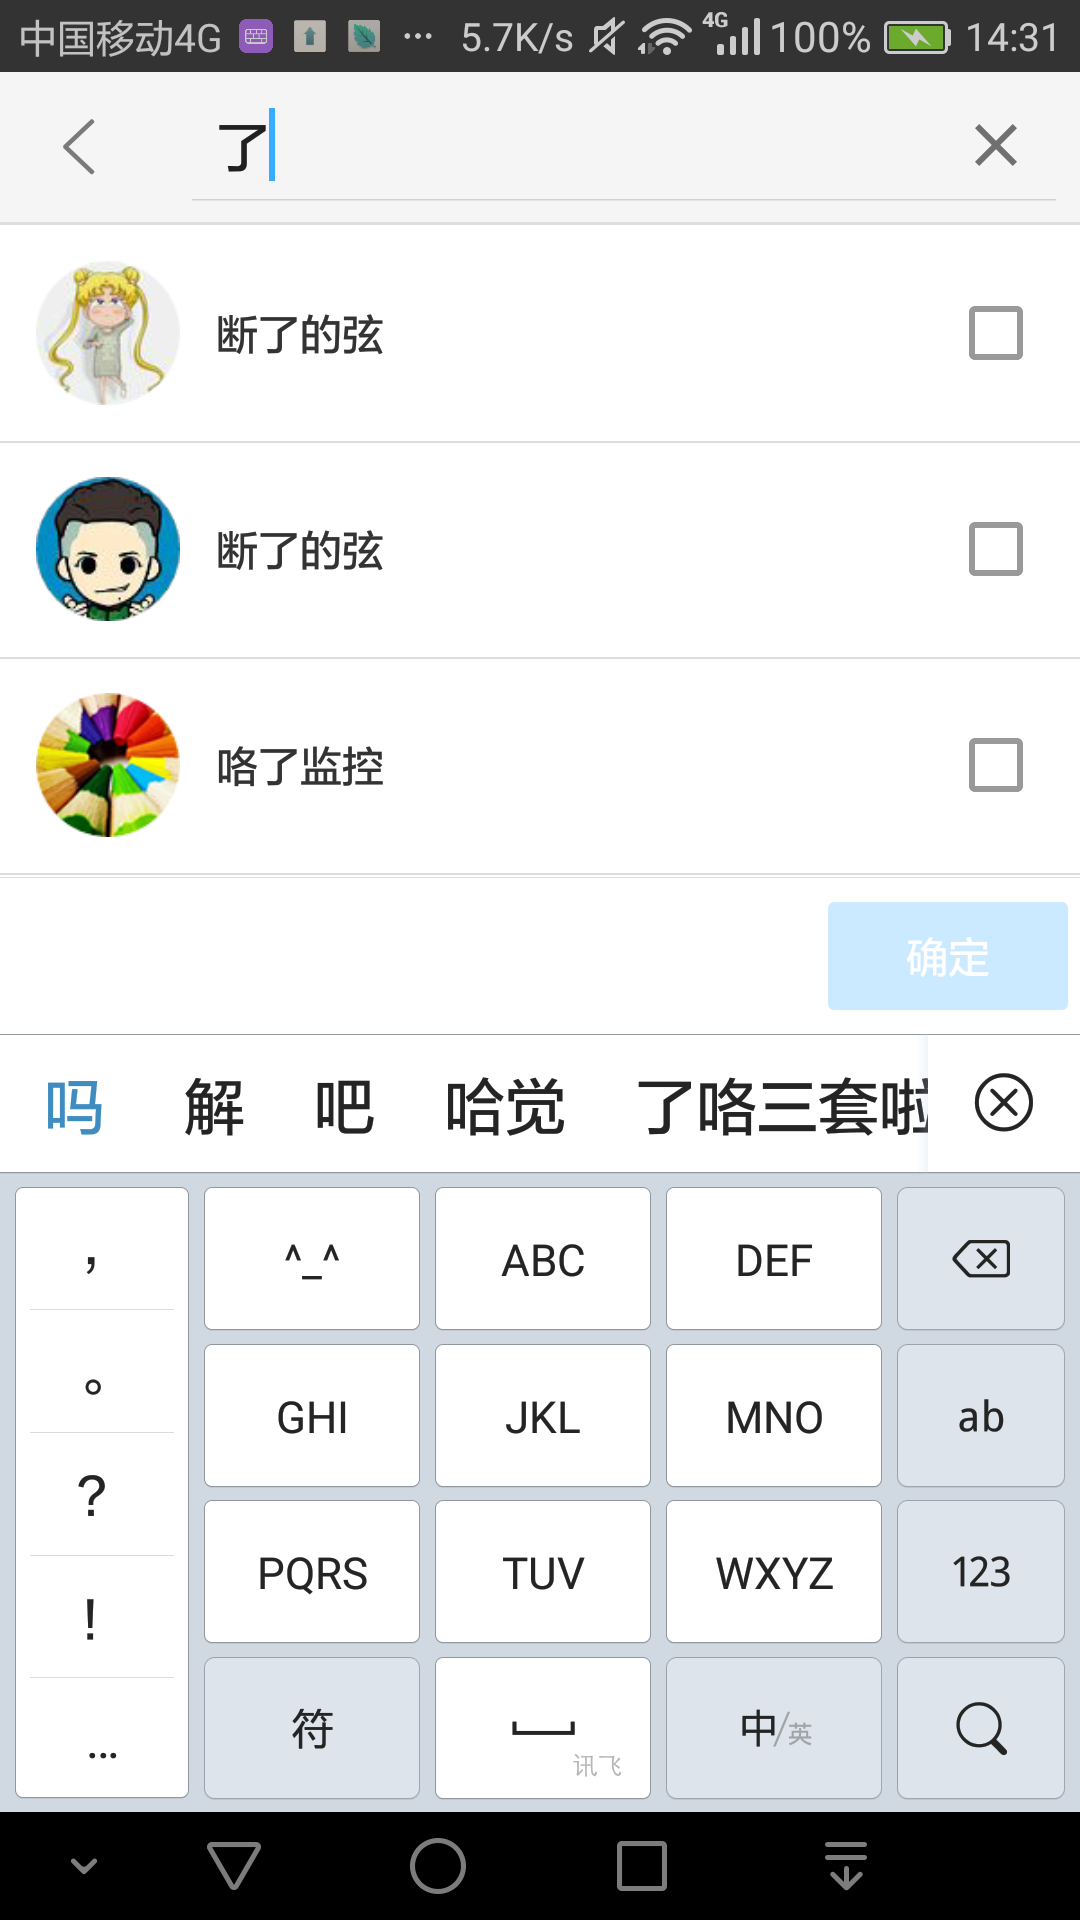 中国移动4G ... 5.7K/s 4G 100% 14:31
了
断了的弦
断了的弦
咯了监控
确定
吗 解 吧 哈觉 了咯三套啦
， ^_^ ABC DEF
。 GHI JKL MNO ab
? PQRS TUV WXYZ 123
! 符 讯飞 中/英
...